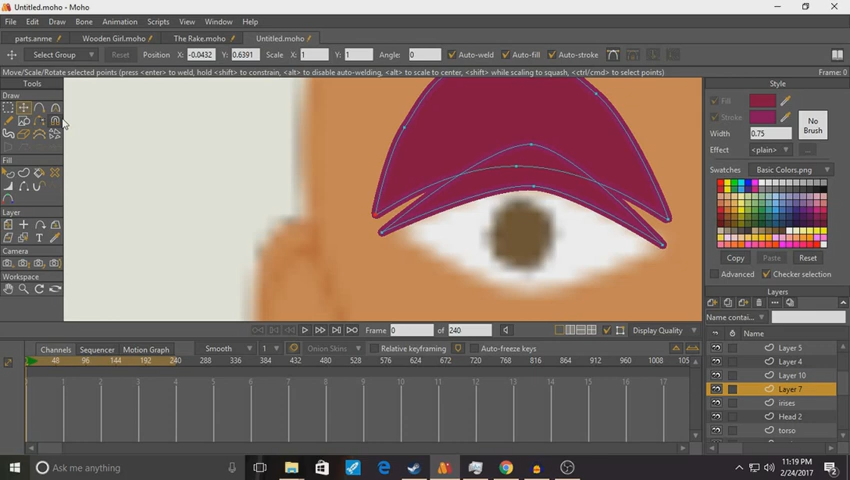 Untitled.moho - Moho
File Edit Draw Bone Animation Scripts Help Window Help
parts.anme Wooden Girl.moho The Rake.moho Untitled.moho
Select Group Position X -0.0432 Y 0.6391 Scale X 1 Y 1 Angle: 0 Auto-weld Auto-fill Auto-stroke
Move/Scale/Rotate selected points (press <enter> to weld, hold <shift> to constrain, <alt> to disable auto-welding, <alt> to scale to center, <shift> while scaling to squash, <ctrl/cmd> to select points) Frame: 0
Tools
Draw
Fill
Layer
Camera
Workspace
Style
Fill
Stroke
Width 0.75
No Brush
Effect <plain> ...
Swatches Basic Colors.png
Copy Paste Reset
Advanced Checker selection
Layers
Name contai...
Name
Layer 5
Layer 4
Layer 10
Layer 7
irises
Head 2
torso
Frame 0 of 240 Display Quality
Channels Sequencer Motion Graph Smooth 1 Onion Skins Relative keyframing Auto-freeze keys
0 48 96 144 192 240 288 336 384 432 480 528 576 624 672 720 768 816 864 912 960 1008 105
1 2 3 4 5 6 7 8 9 10 11 12 13 14 15 16 17
Ask me anything
11:19 PM
2/24/2017